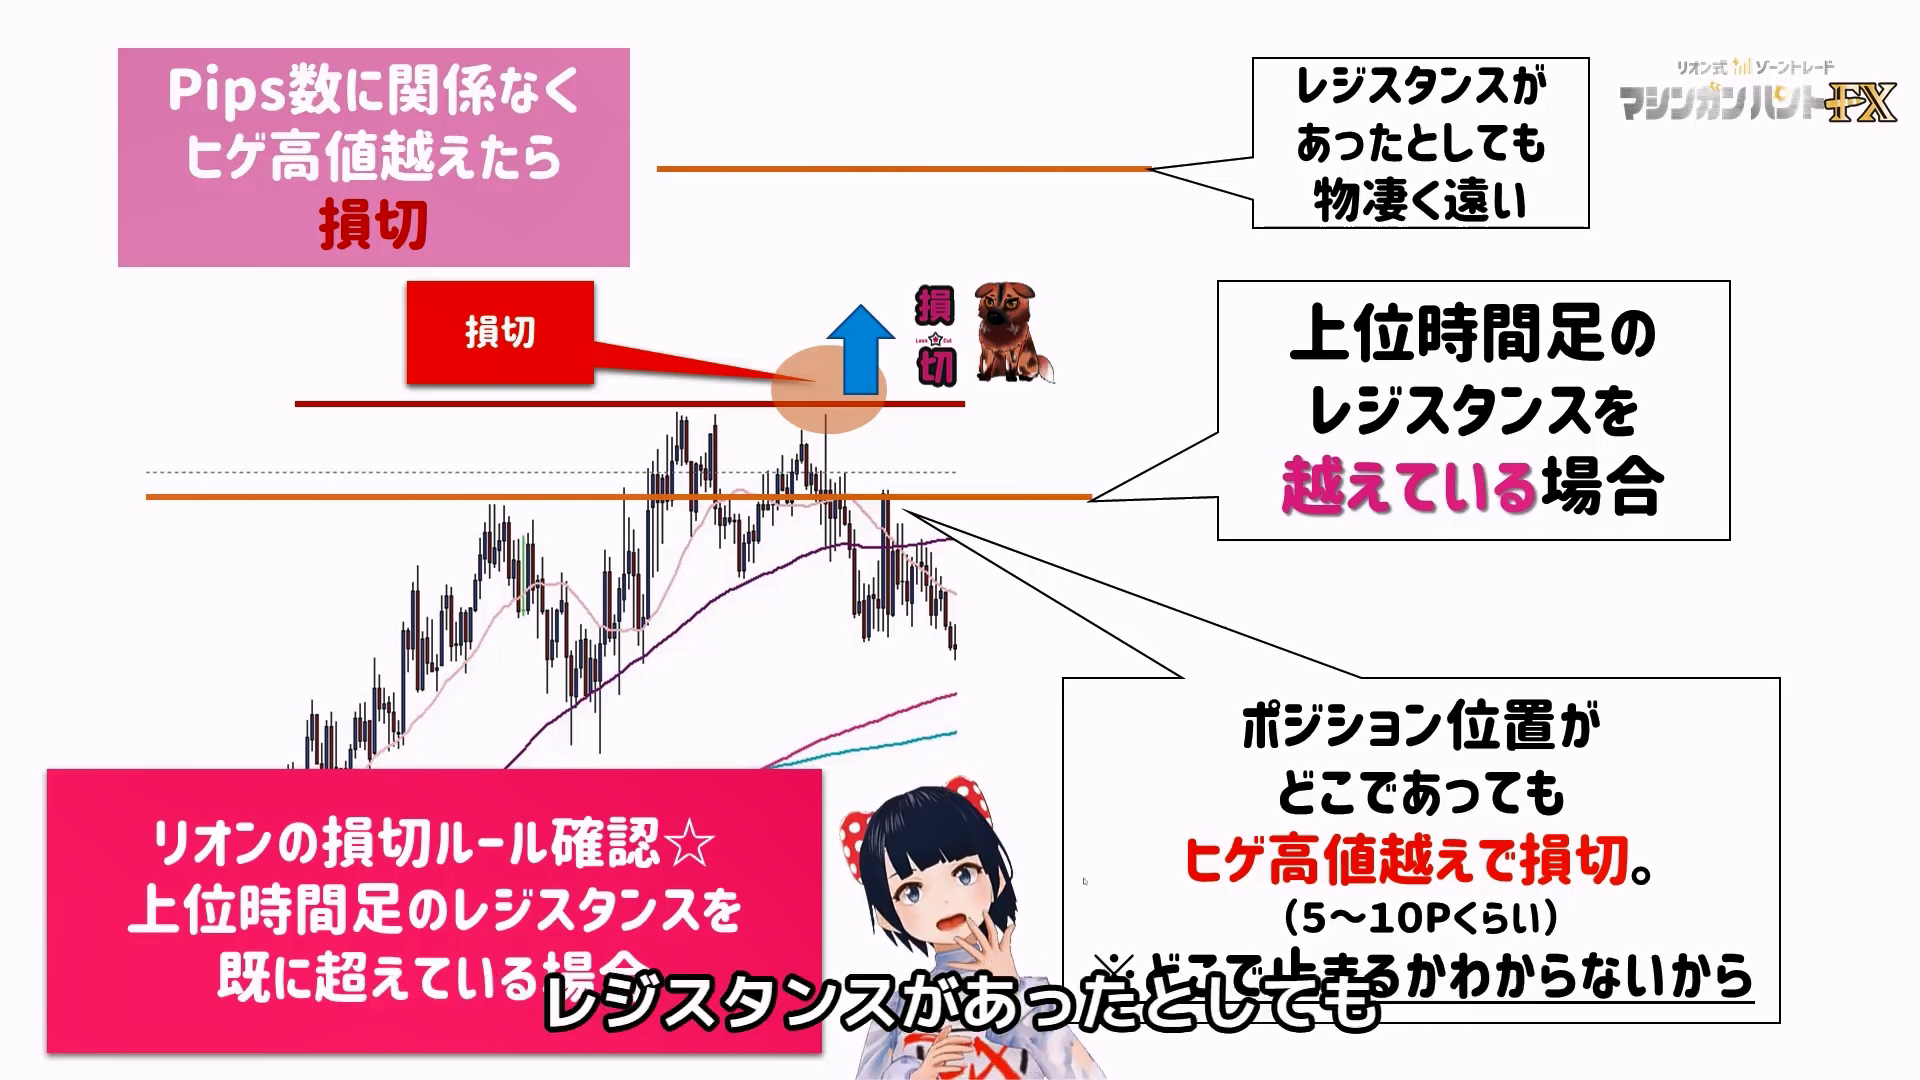 Pips数に関係なく
ヒゲ高値越えたら
損切
レジスタンスが
あったとしても
物凄く遠い
リオン式 ゾーントレード
マシンガンハントFX
損切
損
Loss Cut
切
上位時間足の
レジスタンスを
越えている場合
ポジション位置が
どこであっても
ヒゲ高値越えで損切。
(5～10Pくらい)
※どこで止まるかわからないから
リオンの損切ルール確認☆
上位時間足のレジスタンスを
既に超えている場合
レジスタンスがあったとしても